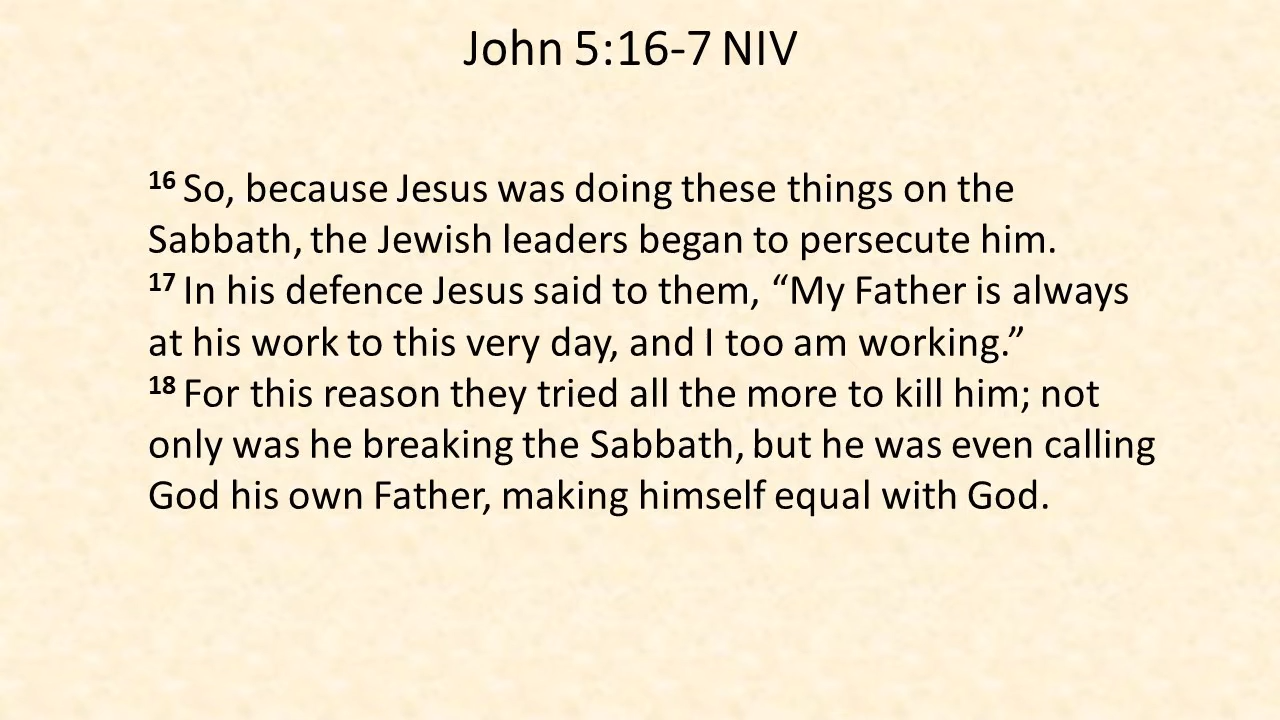 John 5:16-7 NIV
16 So, because Jesus was doing these things on the
Sabbath, the Jewish leaders began to persecute him.
17 In his defence Jesus said to them, “My Father is always
at his work to this very day, and I too am working.”
18 For this reason they tried all the more to kill him; not
only was he breaking the Sabbath, but he was even calling
God his own Father, making himself equal with God.